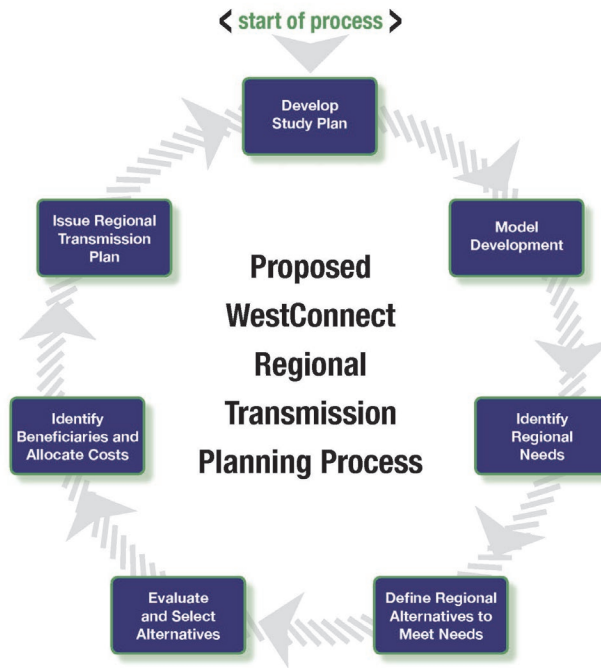 < start of process >
Develop
Study Plan
Model
Development
Identify
Regional
Needs
Define Regional
Alternatives to
Meet Needs
Evaluate
and Select
Alternatives
Identify
Beneficiaries and
Allocate Costs
Issue Regional
Transmission
Plan
Proposed
WestConnect
Regional
Transmission
Planning Process